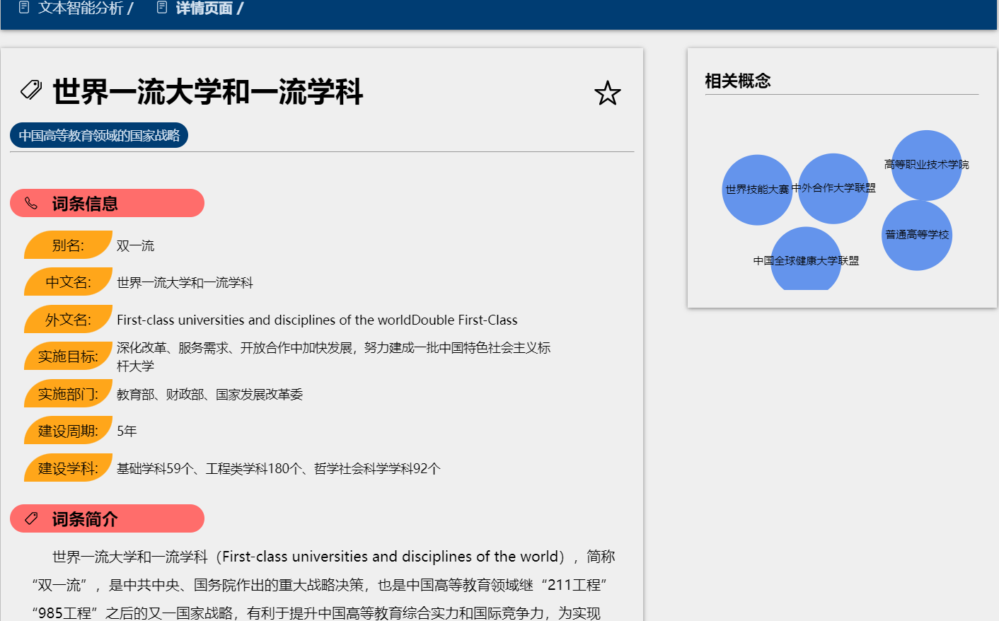 文本智能分析 / 详情页面 /
世界一流大学和一流学科
中国高等教育领域的国家战略
词条信息
别名: 双一流
中文名: 世界一流大学和一流学科
外文名: First-class universities and disciplines of the worldDouble First-Class
实施目标: 深化改革、服务需求、开放合作中加快发展，努力建成一批中国特色社会主义标
杆大学
实施部门: 教育部、财政部、国家发展改革委
建设周期: 5年
建设学科: 基础学科59个、工程类学科180个、哲学社会科学学科92个
词条简介
世界一流大学和一流学科（First-class universities and disciplines of the world），简称
“双一流”，是中共中央、国务院作出的重大战略决策，也是中国高等教育领域继“211工程”
“985工程”之后的又一国家战略，有利于提升中国高等教育综合实力和国际竞争力，为实现
相关概念
高等职业技术学院
世界技能大赛
中外合作大学联盟
普通高等学校
中国全球健康大学联盟